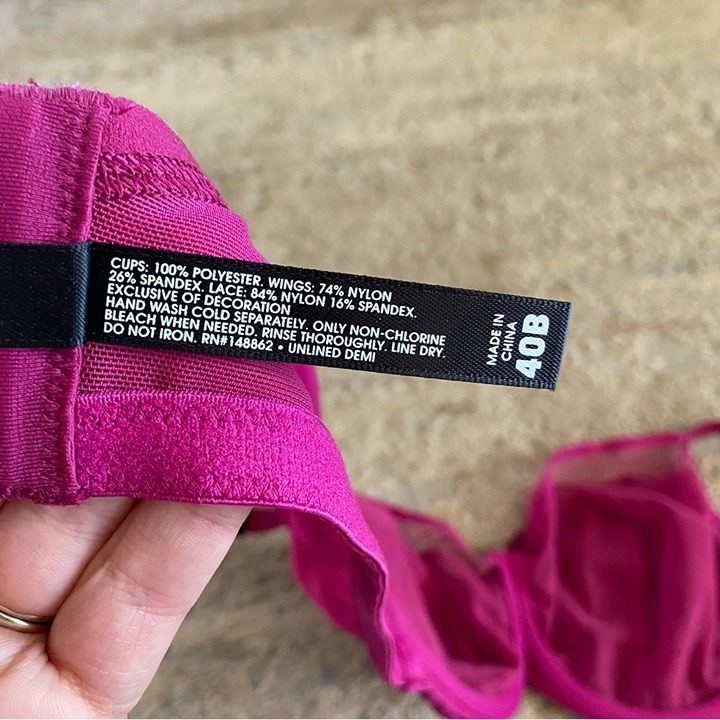 CUPS: 100% POLYESTER. WINGS: 74% NYLON
26% SPANDEX. LACE: 84% NYLON 16% SPANDEX.
EXCLUSIVE OF DECORATION
HAND WASH COLD SEPARATELY. ONLY NON-CHLORINE
BLEACH WHEN NEEDED. RINSE THOROUGHLY. LINE DRY.
DO NOT IRON. RN#148862 • UNLINED DEMI
MADE IN
CHINA
40B